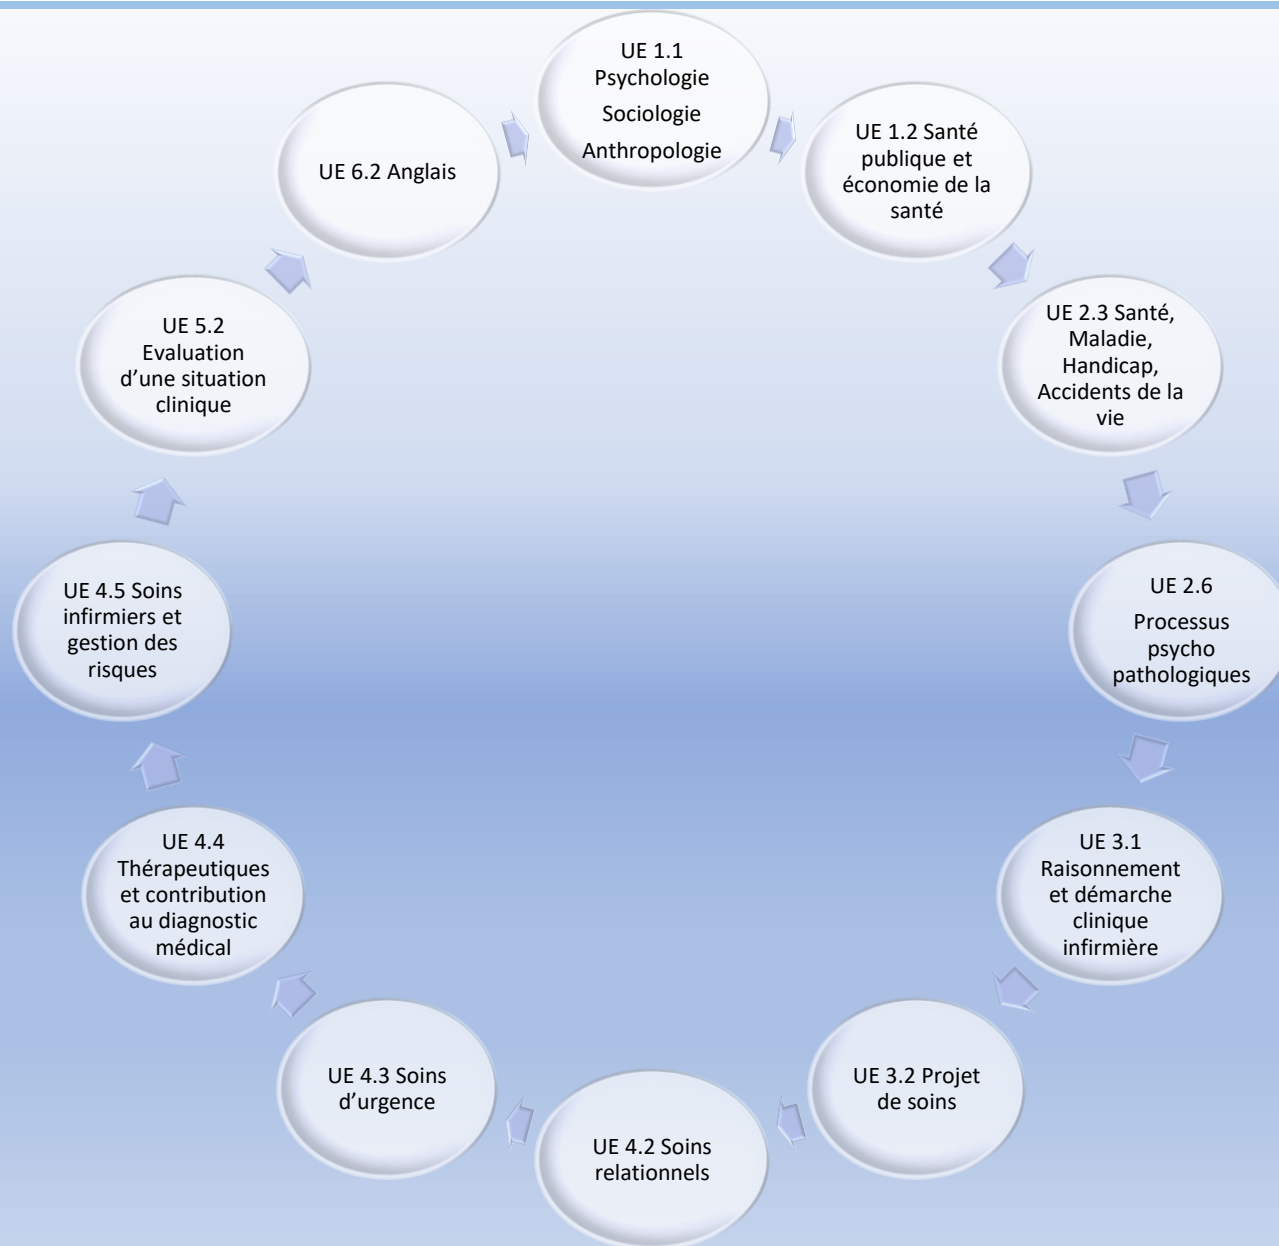 UE 1.1
Psychologie
Sociologie
Anthropologie
UE 1.2 Santé
publique et
économie de la
santé
UE 2.3 Santé,
Maladie,
Handicap,
Accidents de la
vie
UE 2.6
Processus
psycho
pathologiques
UE 3.1
Raisonnement
et démarche
clinique
infirmière
UE 3.2 Projet
de soins
UE 4.2 Soins
relationnels
UE 4.3 Soins
d’urgence
UE 4.4
Thérapeutiques
et contribution
au diagnostic
médical
UE 4.5 Soins
infirmiers et
gestion des
risques
UE 5.2
Evaluation
d’une situation
clinique
UE 6.2 Anglais